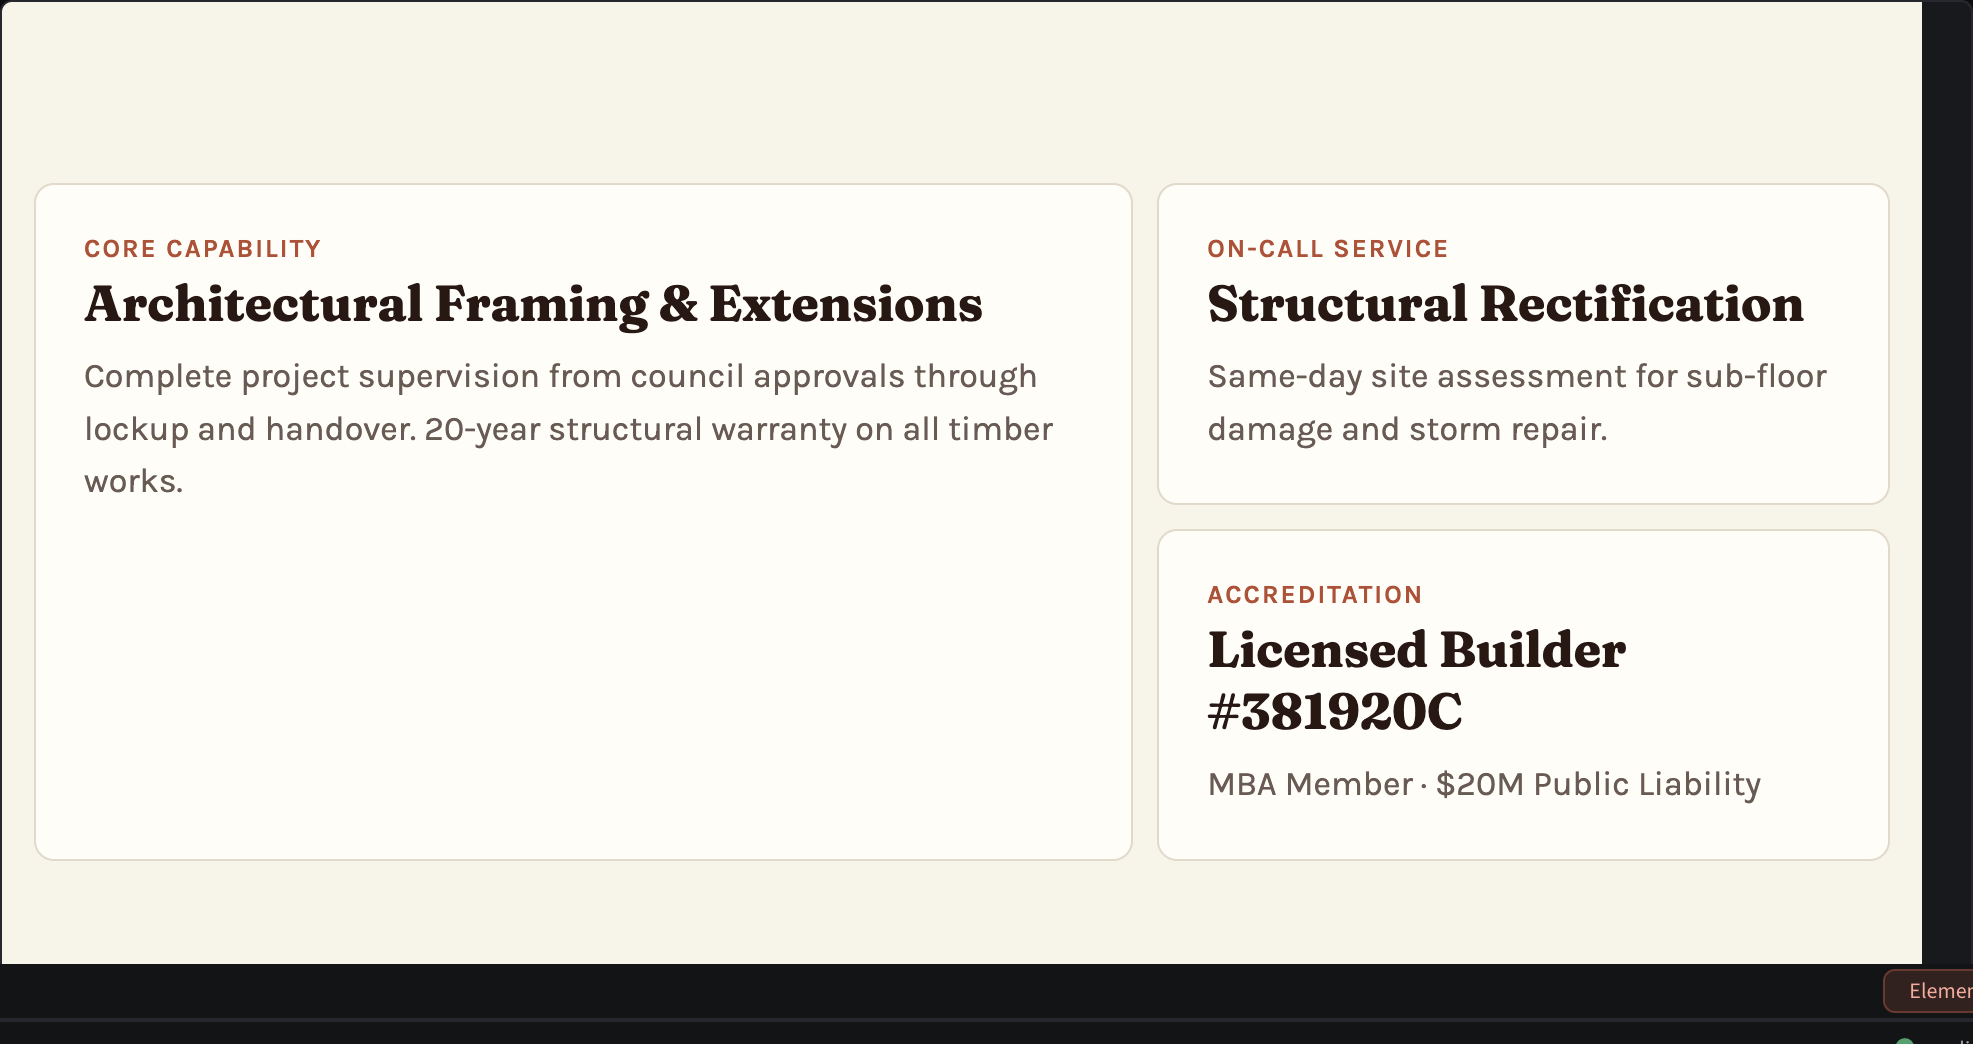 CORE CAPABILITY
Architectural Framing & Extensions
Complete project supervision from council approvals through
lockup and handover. 20-year structural warranty on all timber
works.
ON-CALL SERVICE
Structural Rectification
Same-day site assessment for sub-floor
damage and storm repair.
ACCREDITATION
Licensed Builder
#381920C
MBA Member · $20M Public Liability